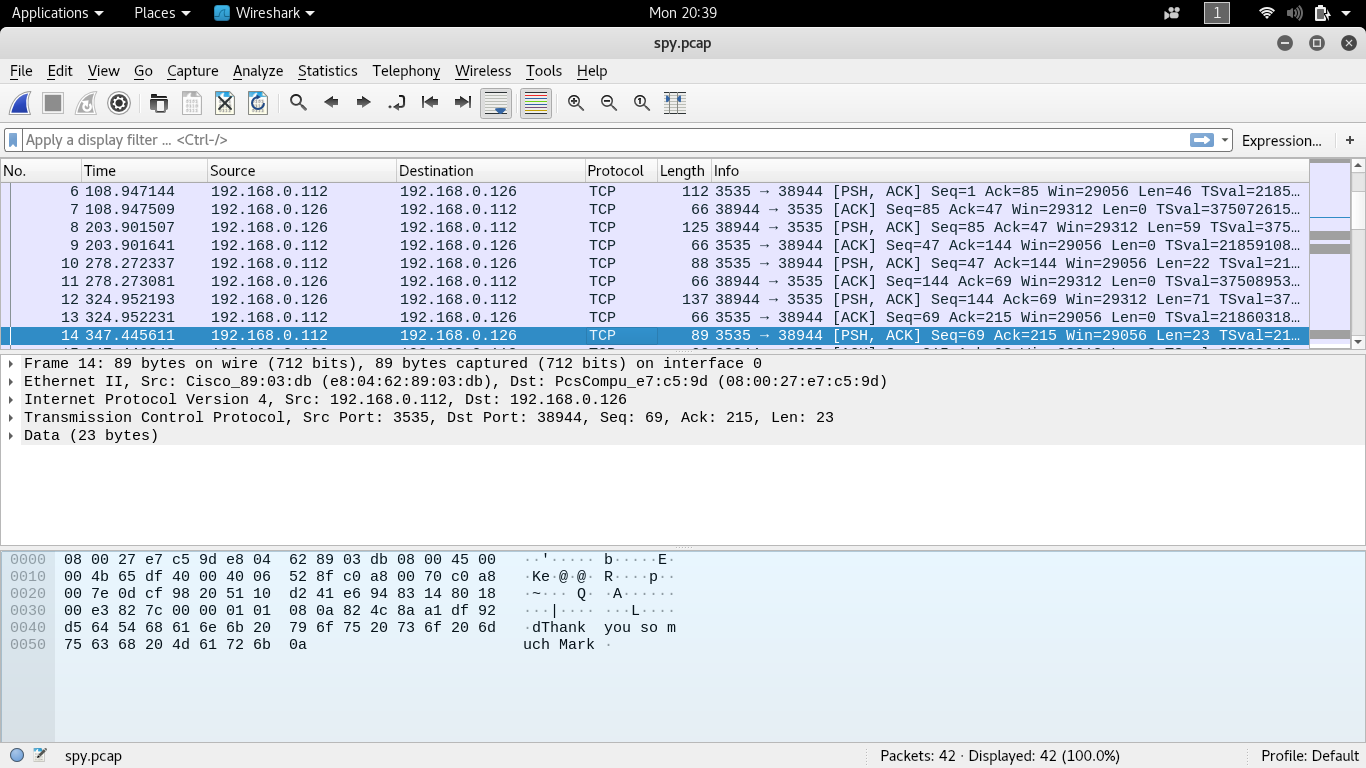 Applications Places Wireshark Mon 20:39 1
spy.pcap
File Edit View Go Capture Analyze Statistics Telephony Wireless Tools Help
Apply a display filter ... <Ctrl-/> Expression... +
No. Time Source Destination Protocol Length Info
6 108.947144 192.168.0.112 192.168.0.126 TCP 112 3535 → 38944 [PSH, ACK] Seq=1 Ack=85 Win=29056 Len=46 TSval=2185…
7 108.947509 192.168.0.126 192.168.0.112 TCP 66 38944 → 3535 [ACK] Seq=85 Ack=47 Win=29312 Len=0 TSval=375072615…
8 203.901507 192.168.0.126 192.168.0.112 TCP 125 38944 → 3535 [PSH, ACK] Seq=85 Ack=47 Win=29312 Len=59 TSval=375…
9 203.901641 192.168.0.112 192.168.0.126 TCP 66 3535 → 38944 [ACK] Seq=47 Ack=144 Win=29056 Len=0 TSval=21859108…
10 278.272337 192.168.0.112 192.168.0.126 TCP 88 3535 → 38944 [PSH, ACK] Seq=47 Ack=144 Win=29056 Len=22 TSval=21…
11 278.273081 192.168.0.126 192.168.0.112 TCP 66 38944 → 3535 [ACK] Seq=144 Ack=69 Win=29312 Len=0 TSval=37508953…
12 324.952193 192.168.0.126 192.168.0.112 TCP 137 38944 → 3535 [PSH, ACK] Seq=144 Ack=69 Win=29312 Len=71 TSval=37…
13 324.952231 192.168.0.112 192.168.0.126 TCP 66 3535 → 38944 [ACK] Seq=69 Ack=215 Win=29056 Len=0 TSval=21860318…
14 347.445611 192.168.0.112 192.168.0.126 TCP 89 3535 → 38944 [PSH, ACK] Seq=69 Ack=215 Win=29056 Len=23 TSval=21…
Frame 14: 89 bytes on wire (712 bits), 89 bytes captured (712 bits) on interface 0
Ethernet II, Src: Cisco_89:03:db (e8:04:62:89:03:db), Dst: PcsCompu_e7:c5:9d (08:00:27:e7:c5:9d)
Internet Protocol Version 4, Src: 192.168.0.112, Dst: 192.168.0.126
Transmission Control Protocol, Src Port: 3535, Dst Port: 38944, Seq: 69, Ack: 215, Len: 23
Data (23 bytes)
0000 08 00 27 e7 c5 9d e8 04 62 89 03 db 08 00 45 00 ··'····· b·····E·
0010 00 4b 65 df 40 00 40 06 52 8f c0 a8 00 70 c0 a8 ·Ke·@·@· R····p··
0020 00 7e 0d cf 98 20 51 10 d2 41 e6 94 83 14 80 18 ·~··· Q· ·A······
0030 00 e3 82 7c 00 00 01 01 08 0a 82 4c 8a a1 df 92 ···|···· ···L····
0040 d5 64 54 68 61 6e 6b 20 79 6f 75 20 73 6f 20 6d ·dThank you so m
0050 75 63 68 20 4d 61 72 6b 0a uch Mark ·
spy.pcap Packets: 42 · Displayed: 42 (100.0%) Profile: Default